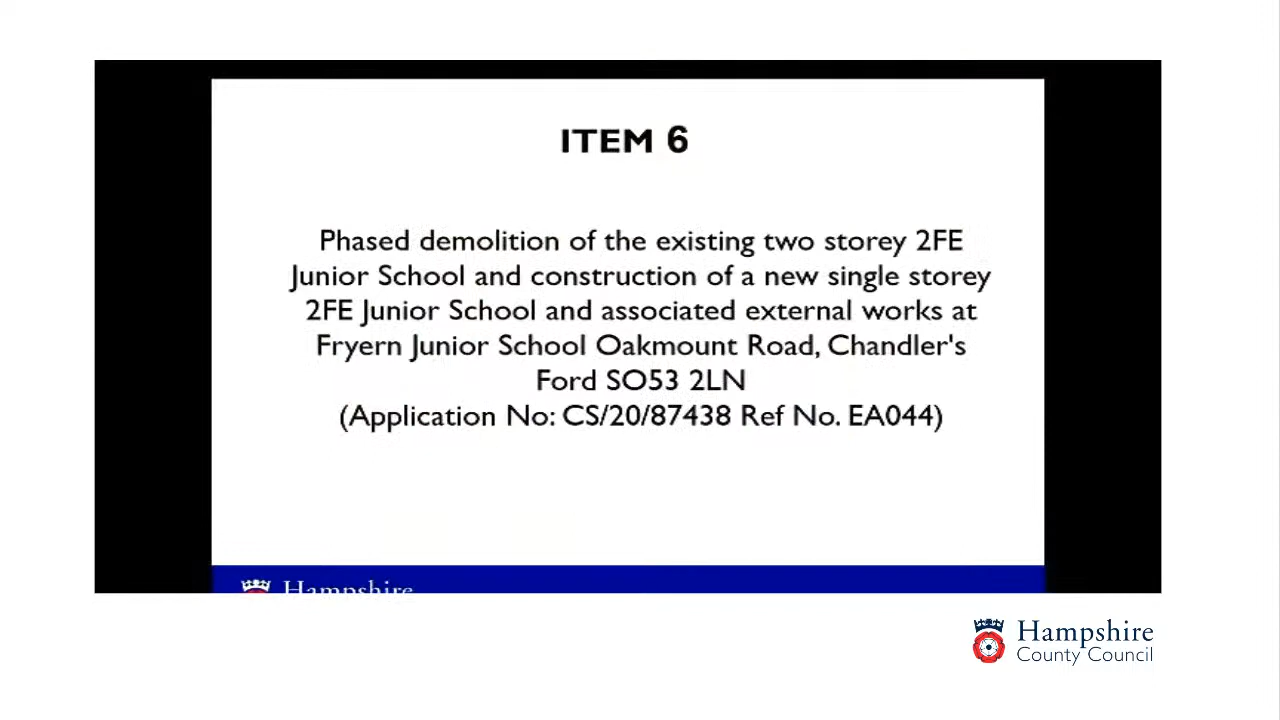 ITEM 6
Phased demolition of the existing two storey 2FE
Junior School and construction of a new single storey
2FE Junior School and associated external works at
Fryern Junior School Oakmount Road, Chandler's
Ford SO53 2LN
(Application No: CS/20/87438 Ref No. EA044)
Hampshire
Hampshire
County Council